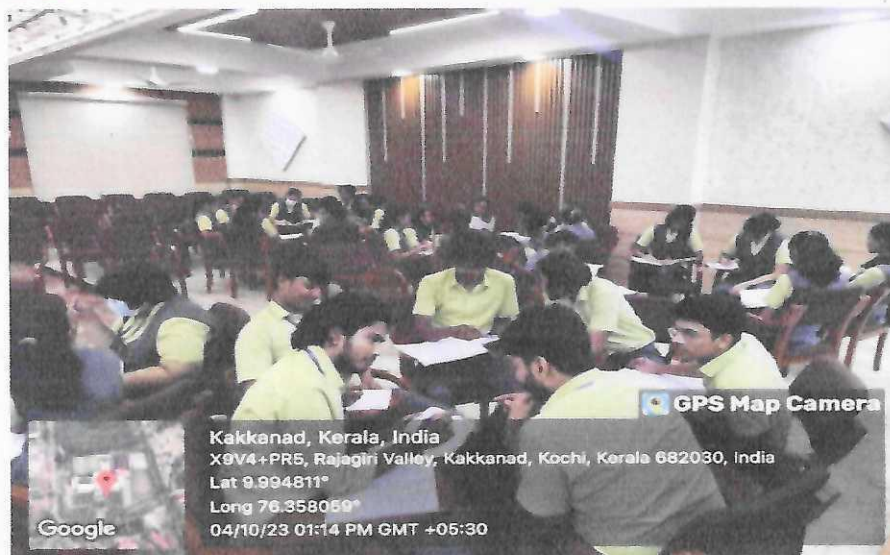 GPS Map Camera
Kakkanad, Kerala, India
X9V4+PR5, Rajagiri Valley, Kakkanad, Kochi, Kerala 682030, India
Lat 9.994811°
Long 76.358059°
04/10/23 01:14 PM GMT +05:30
Google